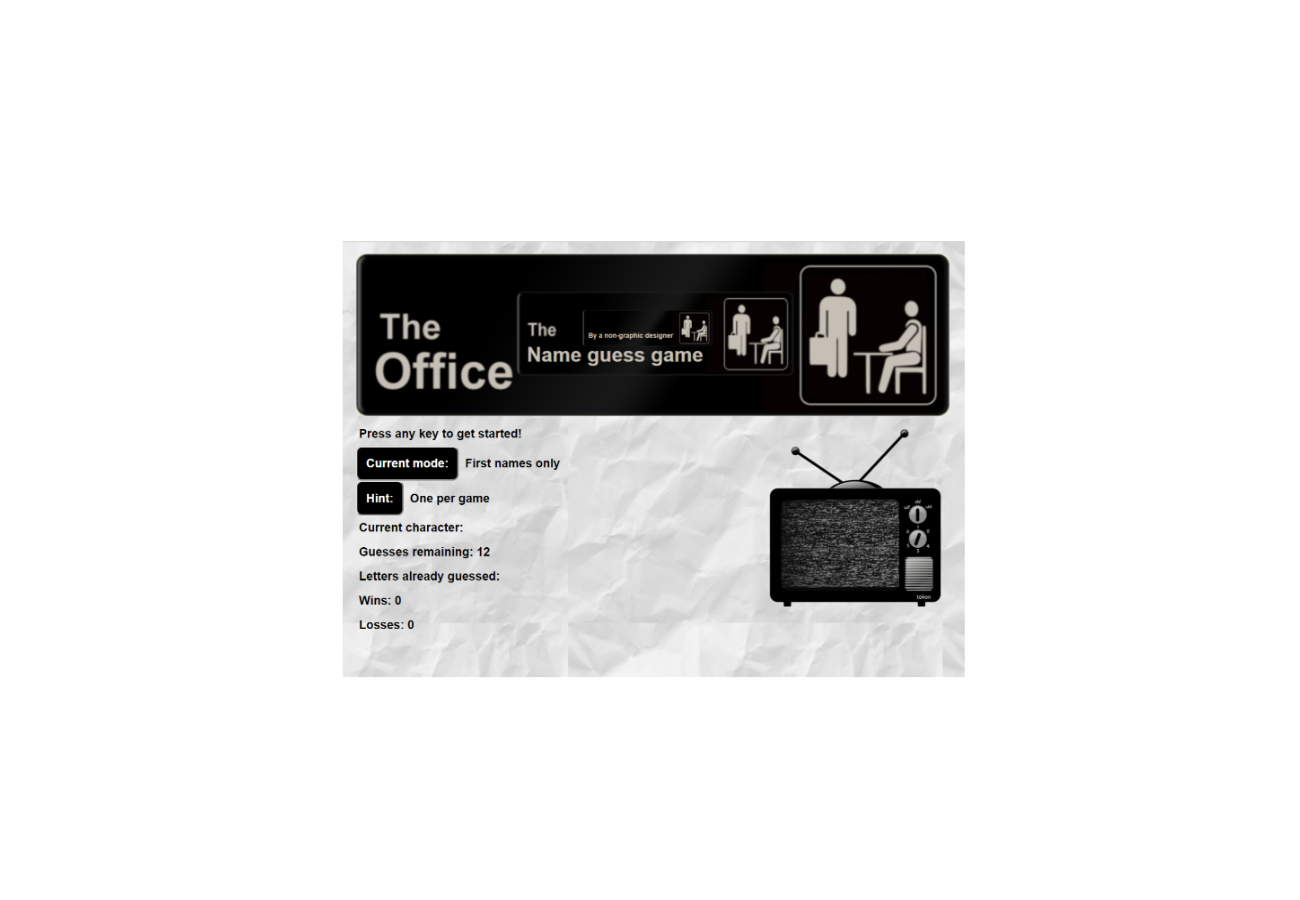 The
Office
The
Name guess game
By a non-graphic designer
Press any key to get started!
Current mode: First names only
Hint: One per game
Current character:
Guesses remaining: 12
Letters already guessed:
Wins: 0
Losses: 0